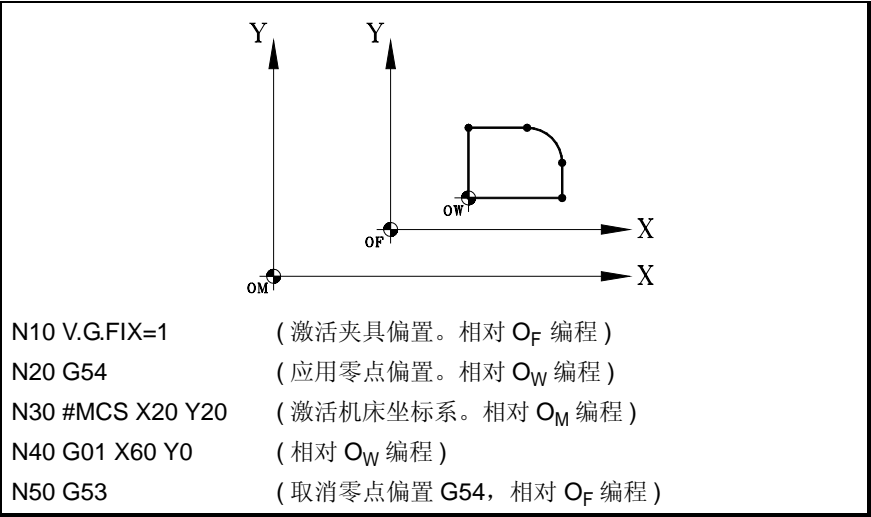 Y Y
OW
OF X
OM X
N10 V.G.FIX=1 ( 激活夹具偏置。相对 OF 编程 )
N20 G54 ( 应用零点偏置。相对 OW 编程 )
N30 #MCS X20 Y20 ( 激活机床坐标系。相对 OM 编程 )
N40 G01 X60 Y0 ( 相对 OW 编程 )
N50 G53 ( 取消零点偏置 G54，相对 OF 编程 )